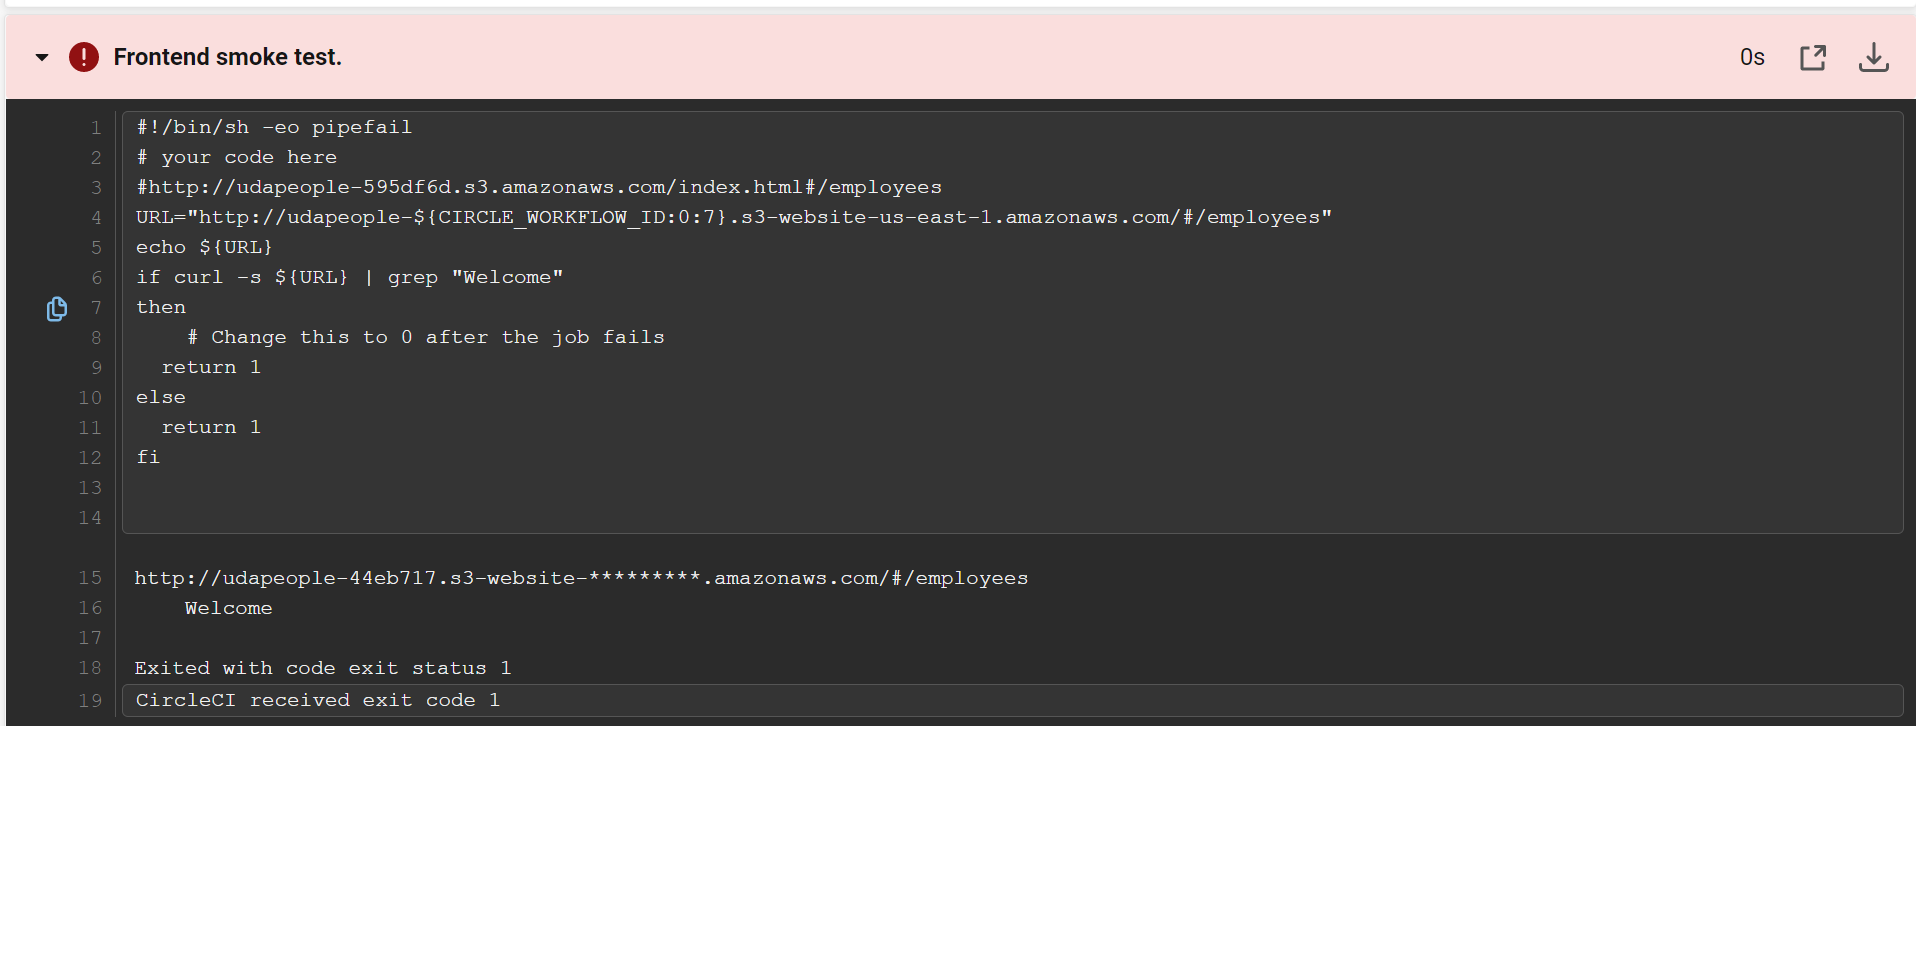 Frontend smoke test.
0s
1 #!/bin/sh -eo pipefail
2 # your code here
3 #http://udapeople-595df6d.s3.amazonaws.com/index.html#/employees
4 URL="http://udapeople-${CIRCLE_WORKFLOW_ID:0:7}.s3-website-us-east-1.amazonaws.com/#/employees"
5 echo ${URL}
6 if curl -s ${URL} | grep "Welcome"
7 then
8     # Change this to 0 after the job fails
9   return 1
10 else
11   return 1
12 fi
13
14
15 http://udapeople-44eb717.s3-website-*********.amazonaws.com/#/employees
16     Welcome
17
18 Exited with code exit status 1
19 CircleCI received exit code 1